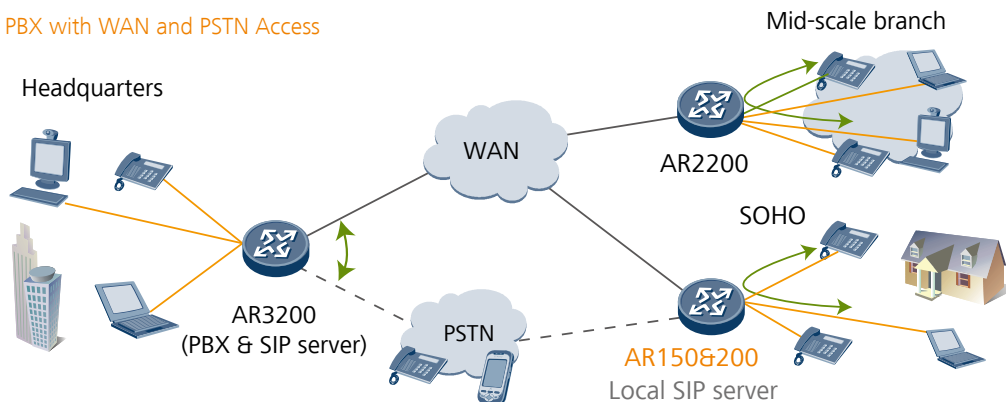 PBX with WAN and PSTN Access
Mid-scale branch
Headquarters
WAN
AR2200
SOHO
AR3200
(PBX & SIP server)
PSTN
AR150&200
Local SIP server